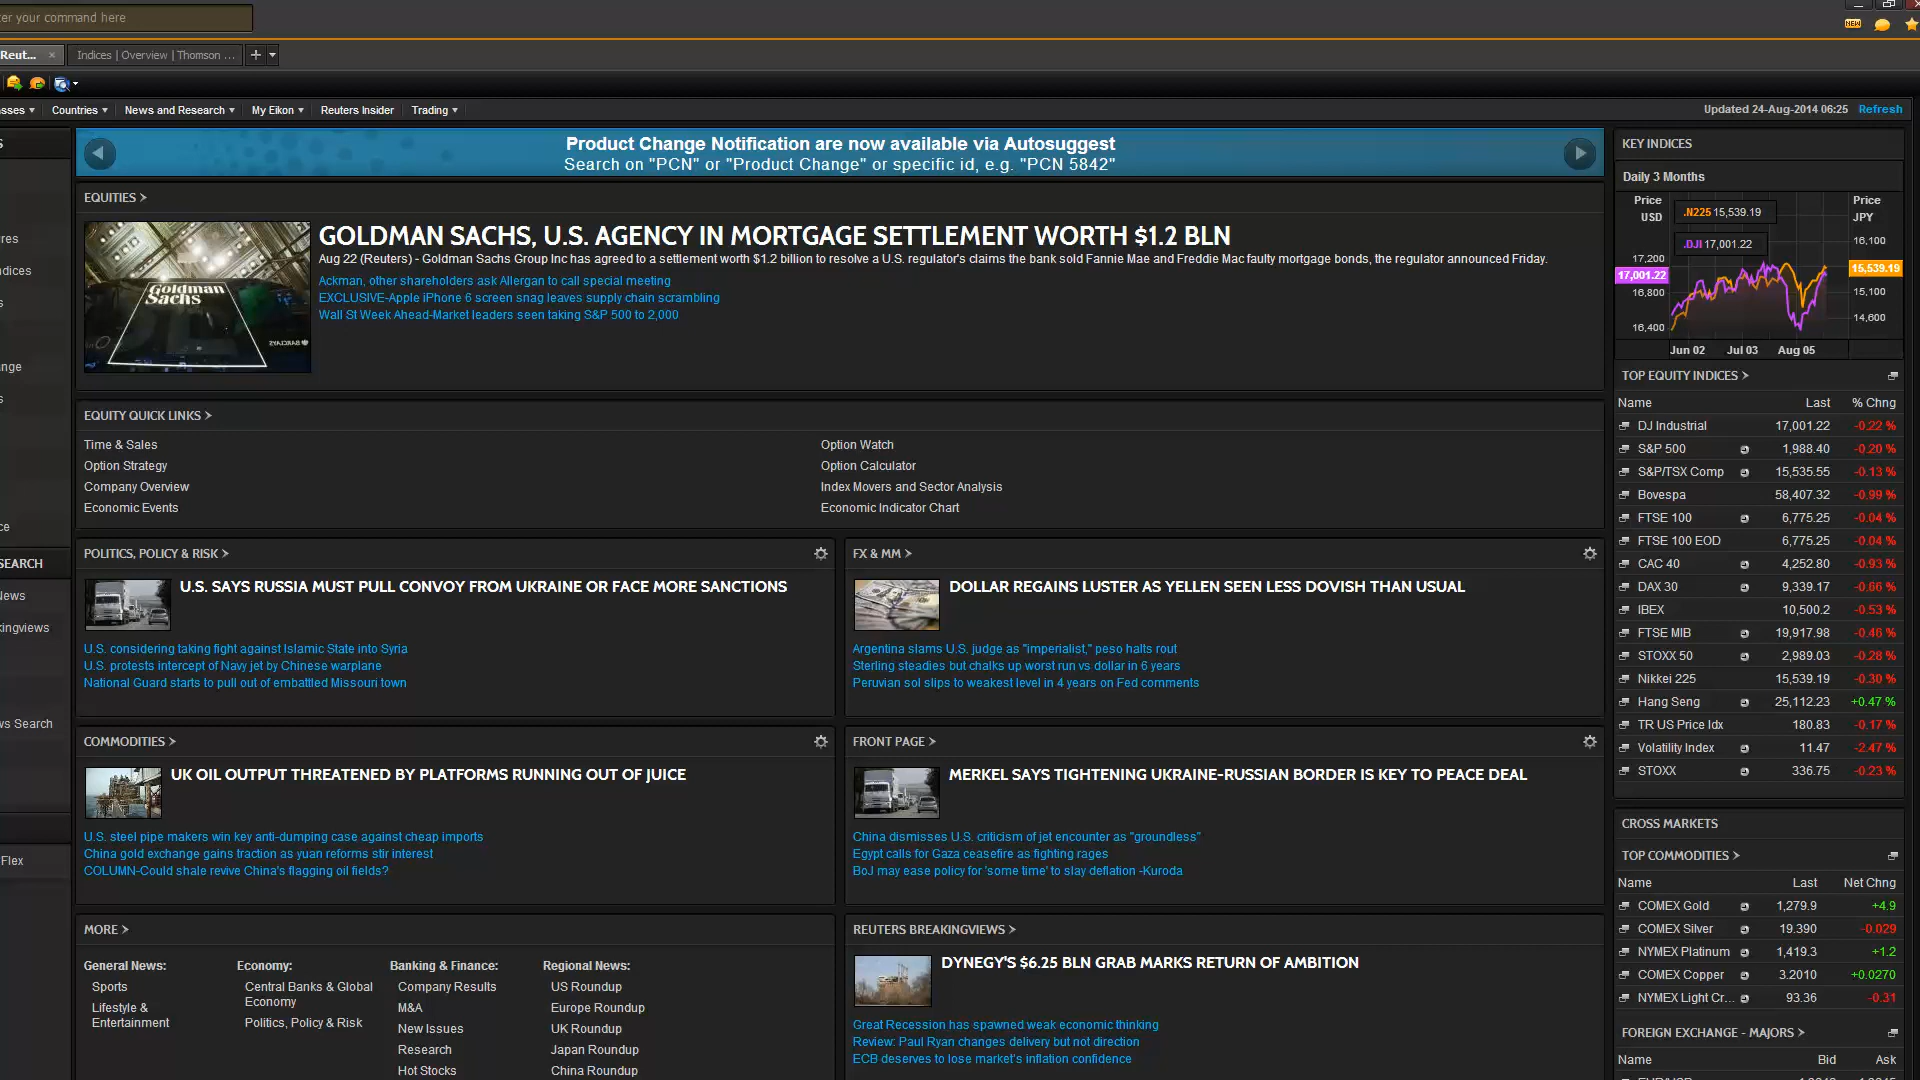 er your command here
Reut...
Indices | Overview | Thomson ...
sses
Countries
News and Research
My Eikon
Reuters Insider
Trading
Updated 24-Aug-2014 06:25 Refresh
NEW
Product Change Notification are now available via Autosuggest
Search on "PCN" or "Product Change" or specific id, e.g. "PCN 5842"
S
res
dices
s
nge
s
ce
SEARCH
News
kingviews
ws Search
Flex
EQUITIES >
Goldman
Sachs
BARCLAYS
GOLDMAN SACHS, U.S. AGENCY IN MORTGAGE SETTLEMENT WORTH $1.2 BLN
Aug 22 (Reuters) - Goldman Sachs Group Inc has agreed to a settlement worth $1.2 billion to resolve a U.S. regulator's claims the bank sold Fannie Mae and Freddie Mac faulty mortgage bonds, the regulator announced Friday.
Ackman, other shareholders ask Allergan to call special meeting
EXCLUSIVE-Apple iPhone 6 screen snag leaves supply chain scrambling
Wall St Week Ahead-Market leaders seen taking S&P 500 to 2,000
EQUITY QUICK LINKS >
Time & Sales
Option Strategy
Company Overview
Economic Events
Option Watch
Option Calculator
Index Movers and Sector Analysis
Economic Indicator Chart
POLITICS, POLICY & RISK >
U.S. SAYS RUSSIA MUST PULL CONVOY FROM UKRAINE OR FACE MORE SANCTIONS
U.S. considering taking fight against Islamic State into Syria
U.S. protests intercept of Navy jet by Chinese warplane
National Guard starts to pull out of embattled Missouri town
FX & MM >
DOLLAR REGAINS LUSTER AS YELLEN SEEN LESS DOVISH THAN USUAL
Argentina slams U.S. judge as "imperialist," peso halts rout
Sterling steadies but chalks up worst run vs dollar in 6 years
Peruvian sol slips to weakest level in 4 years on Fed comments
COMMODITIES >
UK OIL OUTPUT THREATENED BY PLATFORMS RUNNING OUT OF JUICE
U.S. steel pipe makers win key anti-dumping case against cheap imports
China gold exchange gains traction as yuan reforms stir interest
COLUMN-Could shale revive China's flagging oil fields?
FRONT PAGE >
MERKEL SAYS TIGHTENING UKRAINE-RUSSIAN BORDER IS KEY TO PEACE DEAL
China dismisses U.S. criticism of jet encounter as "groundless"
Egypt calls for Gaza ceasefire as fighting rages
BoJ may ease policy for 'some time' to slay deflation -Kuroda
MORE >
General News:
Sports
Lifestyle &
Entertainment
Economy:
Central Banks & Global
Economy
Politics, Policy & Risk
Banking & Finance:
Company Results
M&A
New Issues
Research
Hot Stocks
Regional News:
US Roundup
Europe Roundup
UK Roundup
Japan Roundup
China Roundup
REUTERS BREAKINGVIEWS >
DYNEGY'S $6.25 BLN GRAB MARKS RETURN OF AMBITION
Great Recession has spawned weak economic thinking
Review: Paul Ryan changes delivery but not direction
ECB deserves to lose market's inflation confidence
KEY INDICES
Daily 3 Months
Price
USD
17,200
17,001.22
16,800
16,400
.N225 15,539.19
.DJI 17,001.22
Price
JPY
16,100
15,539.19
15,100
14,600
Jun 02 Jul 03 Aug 05
TOP EQUITY INDICES >
Name Last % Chng
DJ Industrial 17,001.22 -0.22 %
S&P 500 1,988.40 -0.20 %
S&P/TSX Comp 15,535.55 -0.13 %
Bovespa 58,407.32 -0.99 %
FTSE 100 6,775.25 -0.04 %
FTSE 100 EOD 6,775.25 -0.04 %
CAC 40 4,252.80 -0.93 %
DAX 30 9,339.17 -0.66 %
IBEX 10,500.2 -0.53 %
FTSE MIB 19,917.98 -0.46 %
STOXX 50 2,989.03 -0.28 %
Nikkei 225 15,539.19 -0.30 %
Hang Seng 25,112.23 +0.47 %
TR US Price Idx 180.83 -0.17 %
Volatility Index 11.47 -2.47 %
STOXX 336.75 -0.23 %
CROSS MARKETS
TOP COMMODITIES >
Name Last Net Chng
COMEX Gold 1,279.9 +4.9
COMEX Silver 19.390 -0.029
NYMEX Platinum 1,419.3 +1.2
COMEX Copper 3.2010 +0.0270
NYMEX Light Cr... 93.36 -0.31
FOREIGN EXCHANGE - MAJORS >
Name Bid Ask